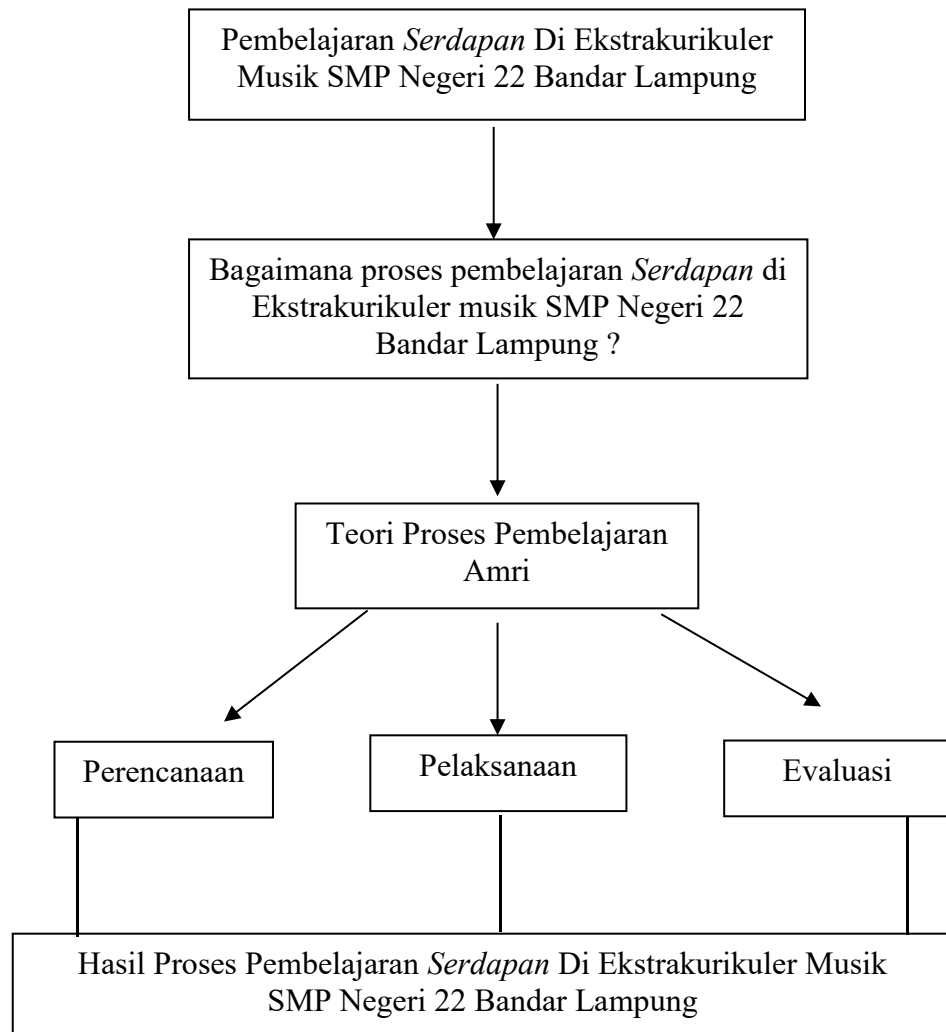 Pembelajaran Serdapan Di Ekstrakurikuler
Musik SMP Negeri 22 Bandar Lampung
Bagaimana proses pembelajaran Serdapan di
Ekstrakurikuler musik SMP Negeri 22
Bandar Lampung ?
Teori Proses Pembelajaran
Amri
Perencanaan
Pelaksanaan
Evaluasi
Hasil Proses Pembelajaran Serdapan Di Ekstrakurikuler Musik
SMP Negeri 22 Bandar Lampung